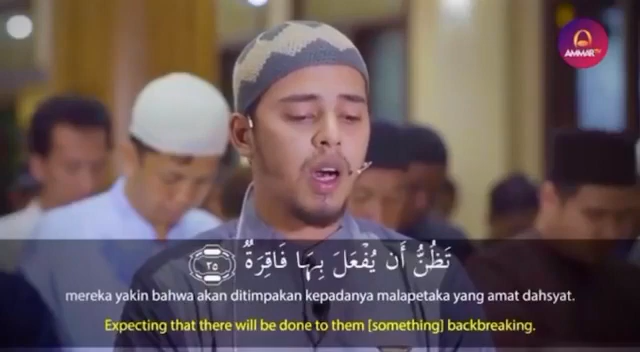 AMMAR TV
تَظُنُّ أَن يُفْعَلَ بِهَا فَاقِرَةٌ ٢٥
mereka yakin bahwa akan ditimpakan kepadanya malapetaka yang amat dahsyat.
Expecting that there will be done to them [something] backbreaking.